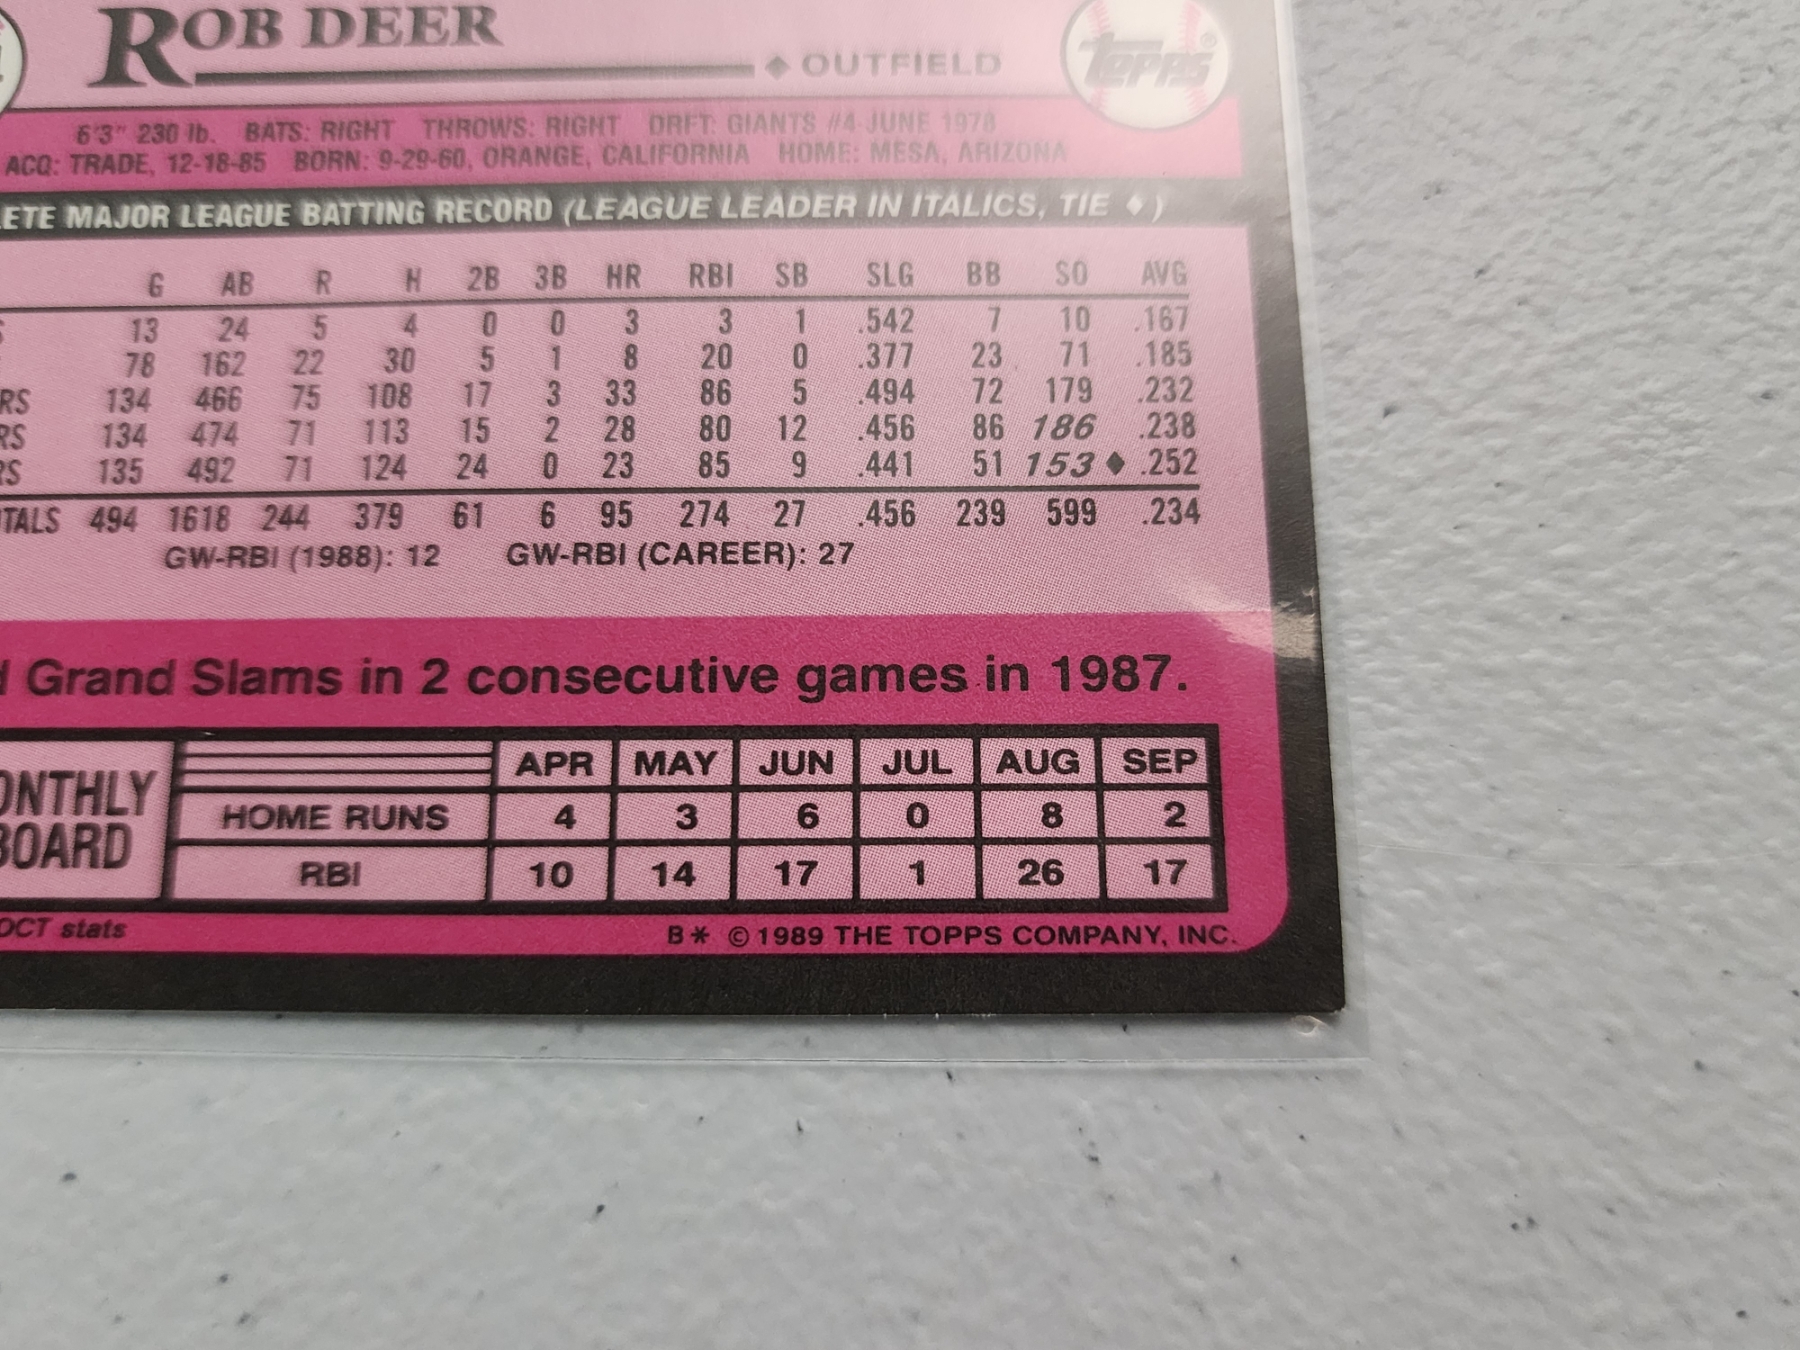 ROB DEER
◆ OUTFIELD
TOPPS®
6'3" 230 lb. BATS: RIGHT THROWS: RIGHT DRFT: GIANTS #4-JUNE 1978
ACQ: TRADE, 12-18-85 BORN: 9-29-60, ORANGE, CALIFORNIA HOME: MESA, ARIZONA
ETE MAJOR LEAGUE BATTING RECORD (LEAGUE LEADER IN ITALICS, TIE ♦)
G AB R H 2B 3B HR RBI SB SLG BB SO AVG
S 13 24 5 4 0 0 3 3 1 .542 7 10 .167
78 162 22 30 5 1 8 20 0 .377 23 71 .185
RS 134 466 75 108 17 3 33 86 5 .494 72 179 .232
RS 134 474 71 113 15 2 28 80 12 .456 86 186 .238
RS 135 492 71 124 24 0 23 85 9 .441 51 153 ♦ .252
TALS 494 1618 244 379 61 6 95 274 27 .456 239 599 .234
GW-RBI (1988): 12 GW-RBI (CAREER): 27
d Grand Slams in 2 consecutive games in 1987.
ONTHLY
BOARD
APR MAY JUN JUL AUG SEP
HOME RUNS 4 3 6 0 8 2
RBI 10 14 17 1 26 17
OCT stats
B* © 1989 THE TOPPS COMPANY, INC.